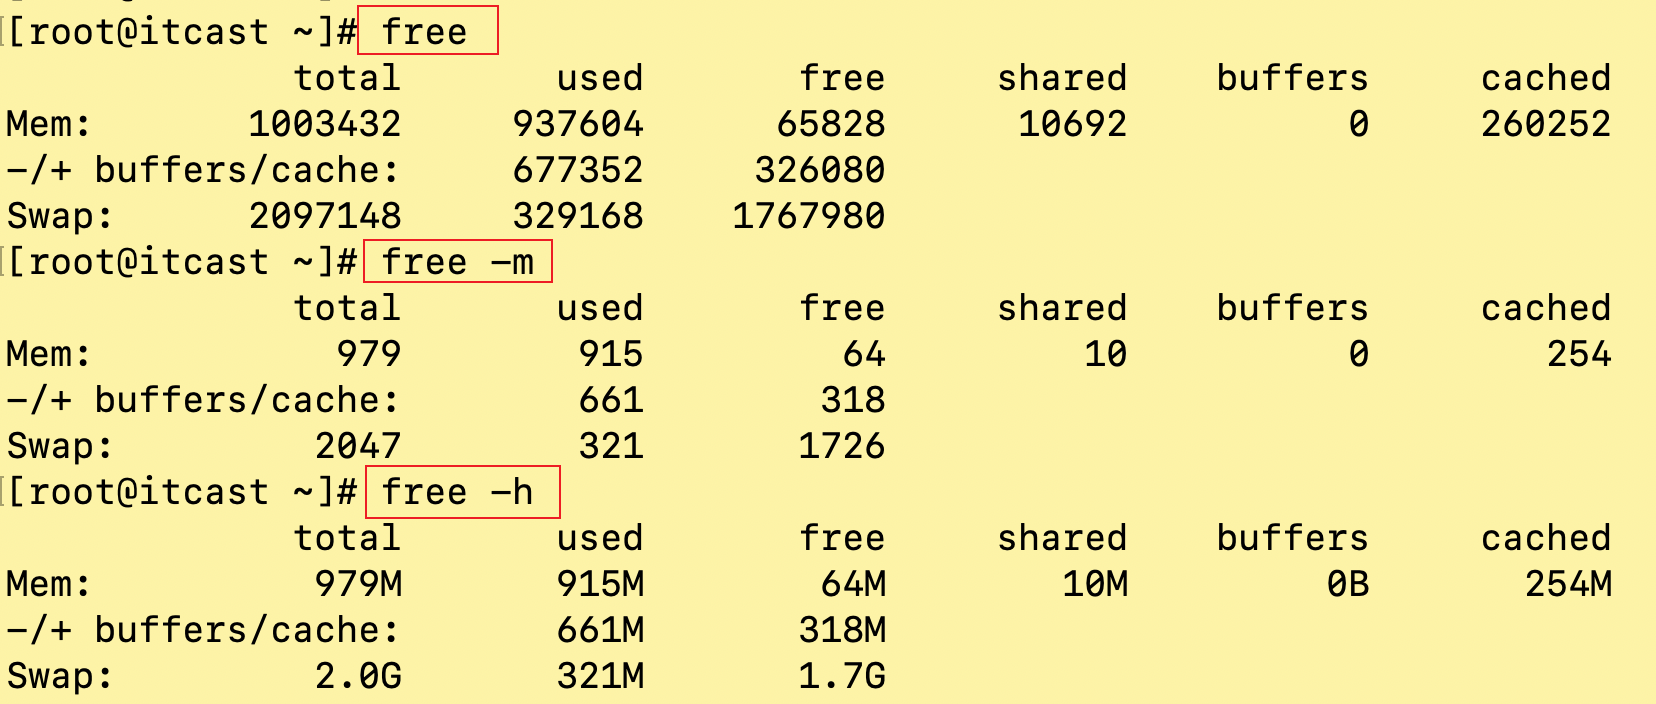 [root@itcast ~]# free
total used free shared buffers cached
Mem: 1003432 937604 65828 10692 0 260252
-/+ buffers/cache: 677352 326080
Swap: 2097148 329168 1767980
[root@itcast ~]# free -m
total used free shared buffers cached
Mem: 979 915 64 10 0 254
-/+ buffers/cache: 661 318
Swap: 2047 321 1726
[root@itcast ~]# free -h
total used free shared buffers cached
Mem: 979M 915M 64M 10M 0B 254M
-/+ buffers/cache: 661M 318M
Swap: 2.0G 321M 1.7G